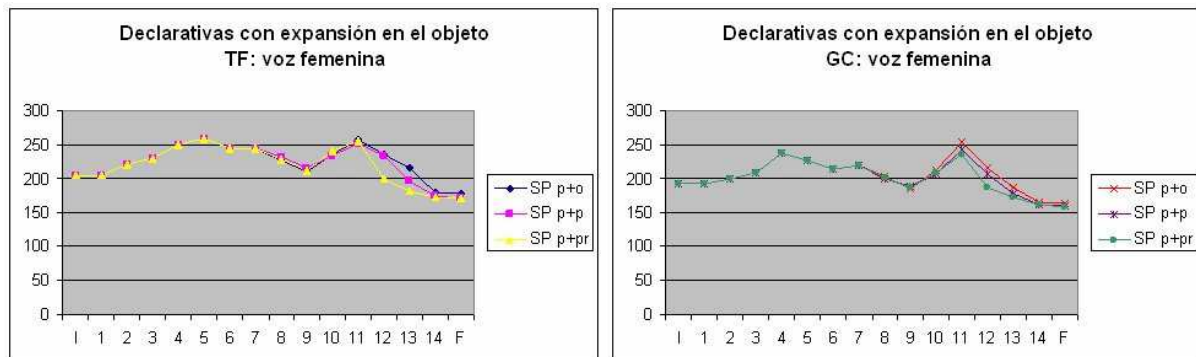 Declarativas con expansión en el objeto
TF: voz femenina
300
250
200
150
100
50
0
I 1 2 3 4 5 6 7 8 9 10 11 12 13 14 F
SP p+o
SP p+p
SP p+pr
Declarativas con expansión en el objeto
GC: voz femenina
300
250
200
150
100
50
0
I 1 2 3 4 5 6 7 8 9 10 11 12 13 14 F
SP p+o
SP p+p
SP p+pr